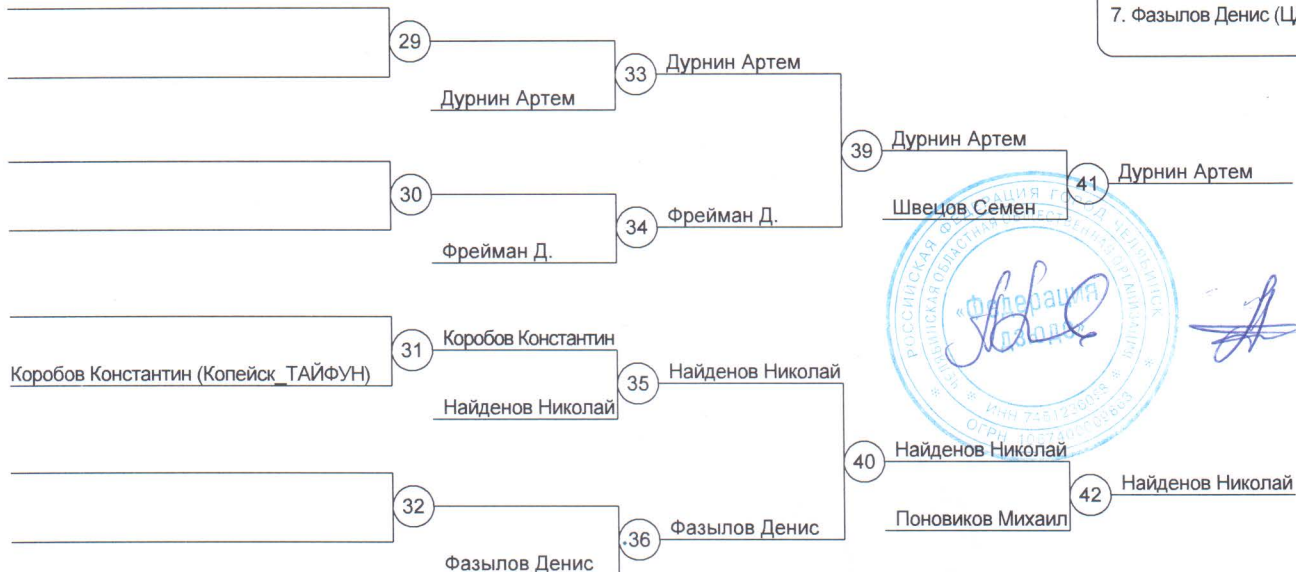 7. Фазылов Денис (Ц
29
33
Дурнин Артем
Дурнин Артем
39
Дурнин Артем
41
Дурнин Артем
30
Швецов Семен
34
Фрейман Д.
Фрейман Д.
«Федерация
дзюдо»
31
Коробов Константин
Коробов Константин (Копейск_ТАЙФУН)
35
Найденов Николай
Найденов Николай
40
Найденов Николай
42
Найденов Николай
32
Поновиков Михаил
36
Фазылов Денис
Фазылов Денис